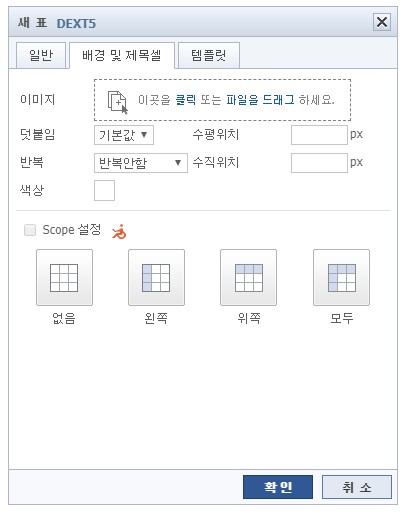 새 표 DEXT5
일반 배경 및 제목셀 템플릿
이미지 이곳을 클릭 또는 파일을 드래그 하세요.
덧붙임 기본값 수평위치 px
반복 반복안함 수직위치 px
색상
Scope 설정
없음 왼쪽 위쪽 모두
확인 취소